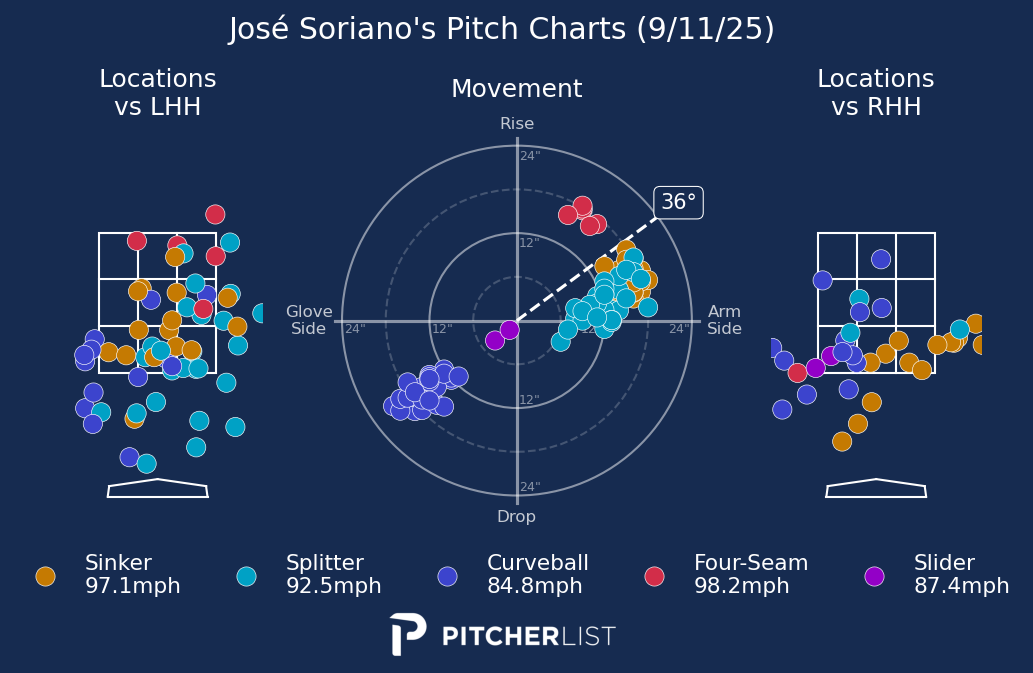 José Soriano's Pitch Charts (9/11/25)
Locations
vs LHH
Movement
Locations
vs RHH
Rise
24"
36°
12"
Glove
Side
24"
12"
12"
24"
Arm
Side
12"
24"
Drop
Sinker
97.1mph
Splitter
92.5mph
Curveball
84.8mph
Four-Seam
98.2mph
Slider
87.4mph
PITCHERLIST